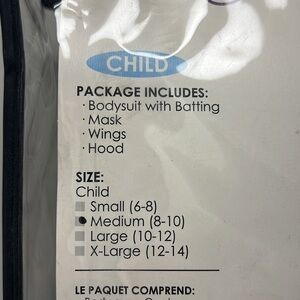 CHILD
PACKAGE INCLUDES:
· Bodysuit with Batting
· Mask
· Wings
· Hood
SIZE:
Child
Small (6-8)
Medium (8-10)
Large (10-12)
X-Large (12-14)
LE PAQUET COMPREND: